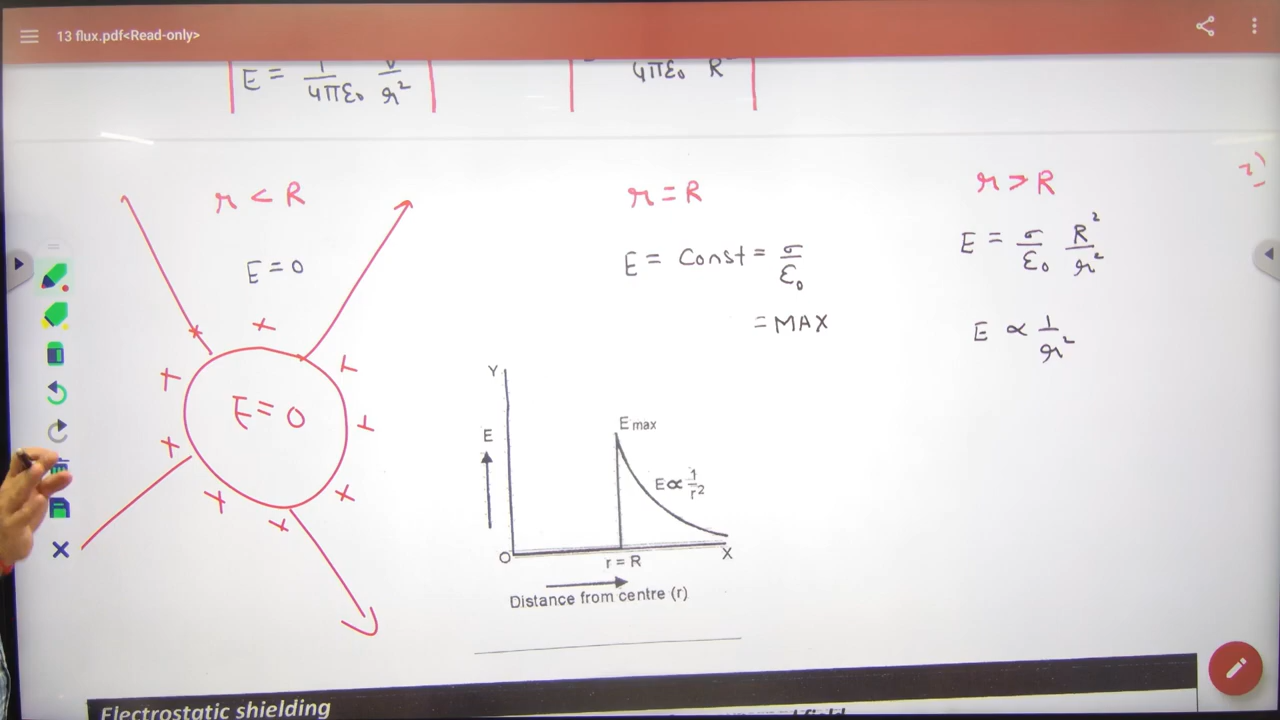 13 flux.pdf<Read-only>
E = 1/4πε₀ /r²
4πε₀ R
r < R
E = 0
E = 0
r = R
E = Const = σ/ε₀
= MAX
r > R
E = σ/ε₀ R²/r²
E ∝ 1/r²
Y
E
E max
E∝ 1/r²
O
r = R
X
Distance from centre (r)
Electrostatic shielding